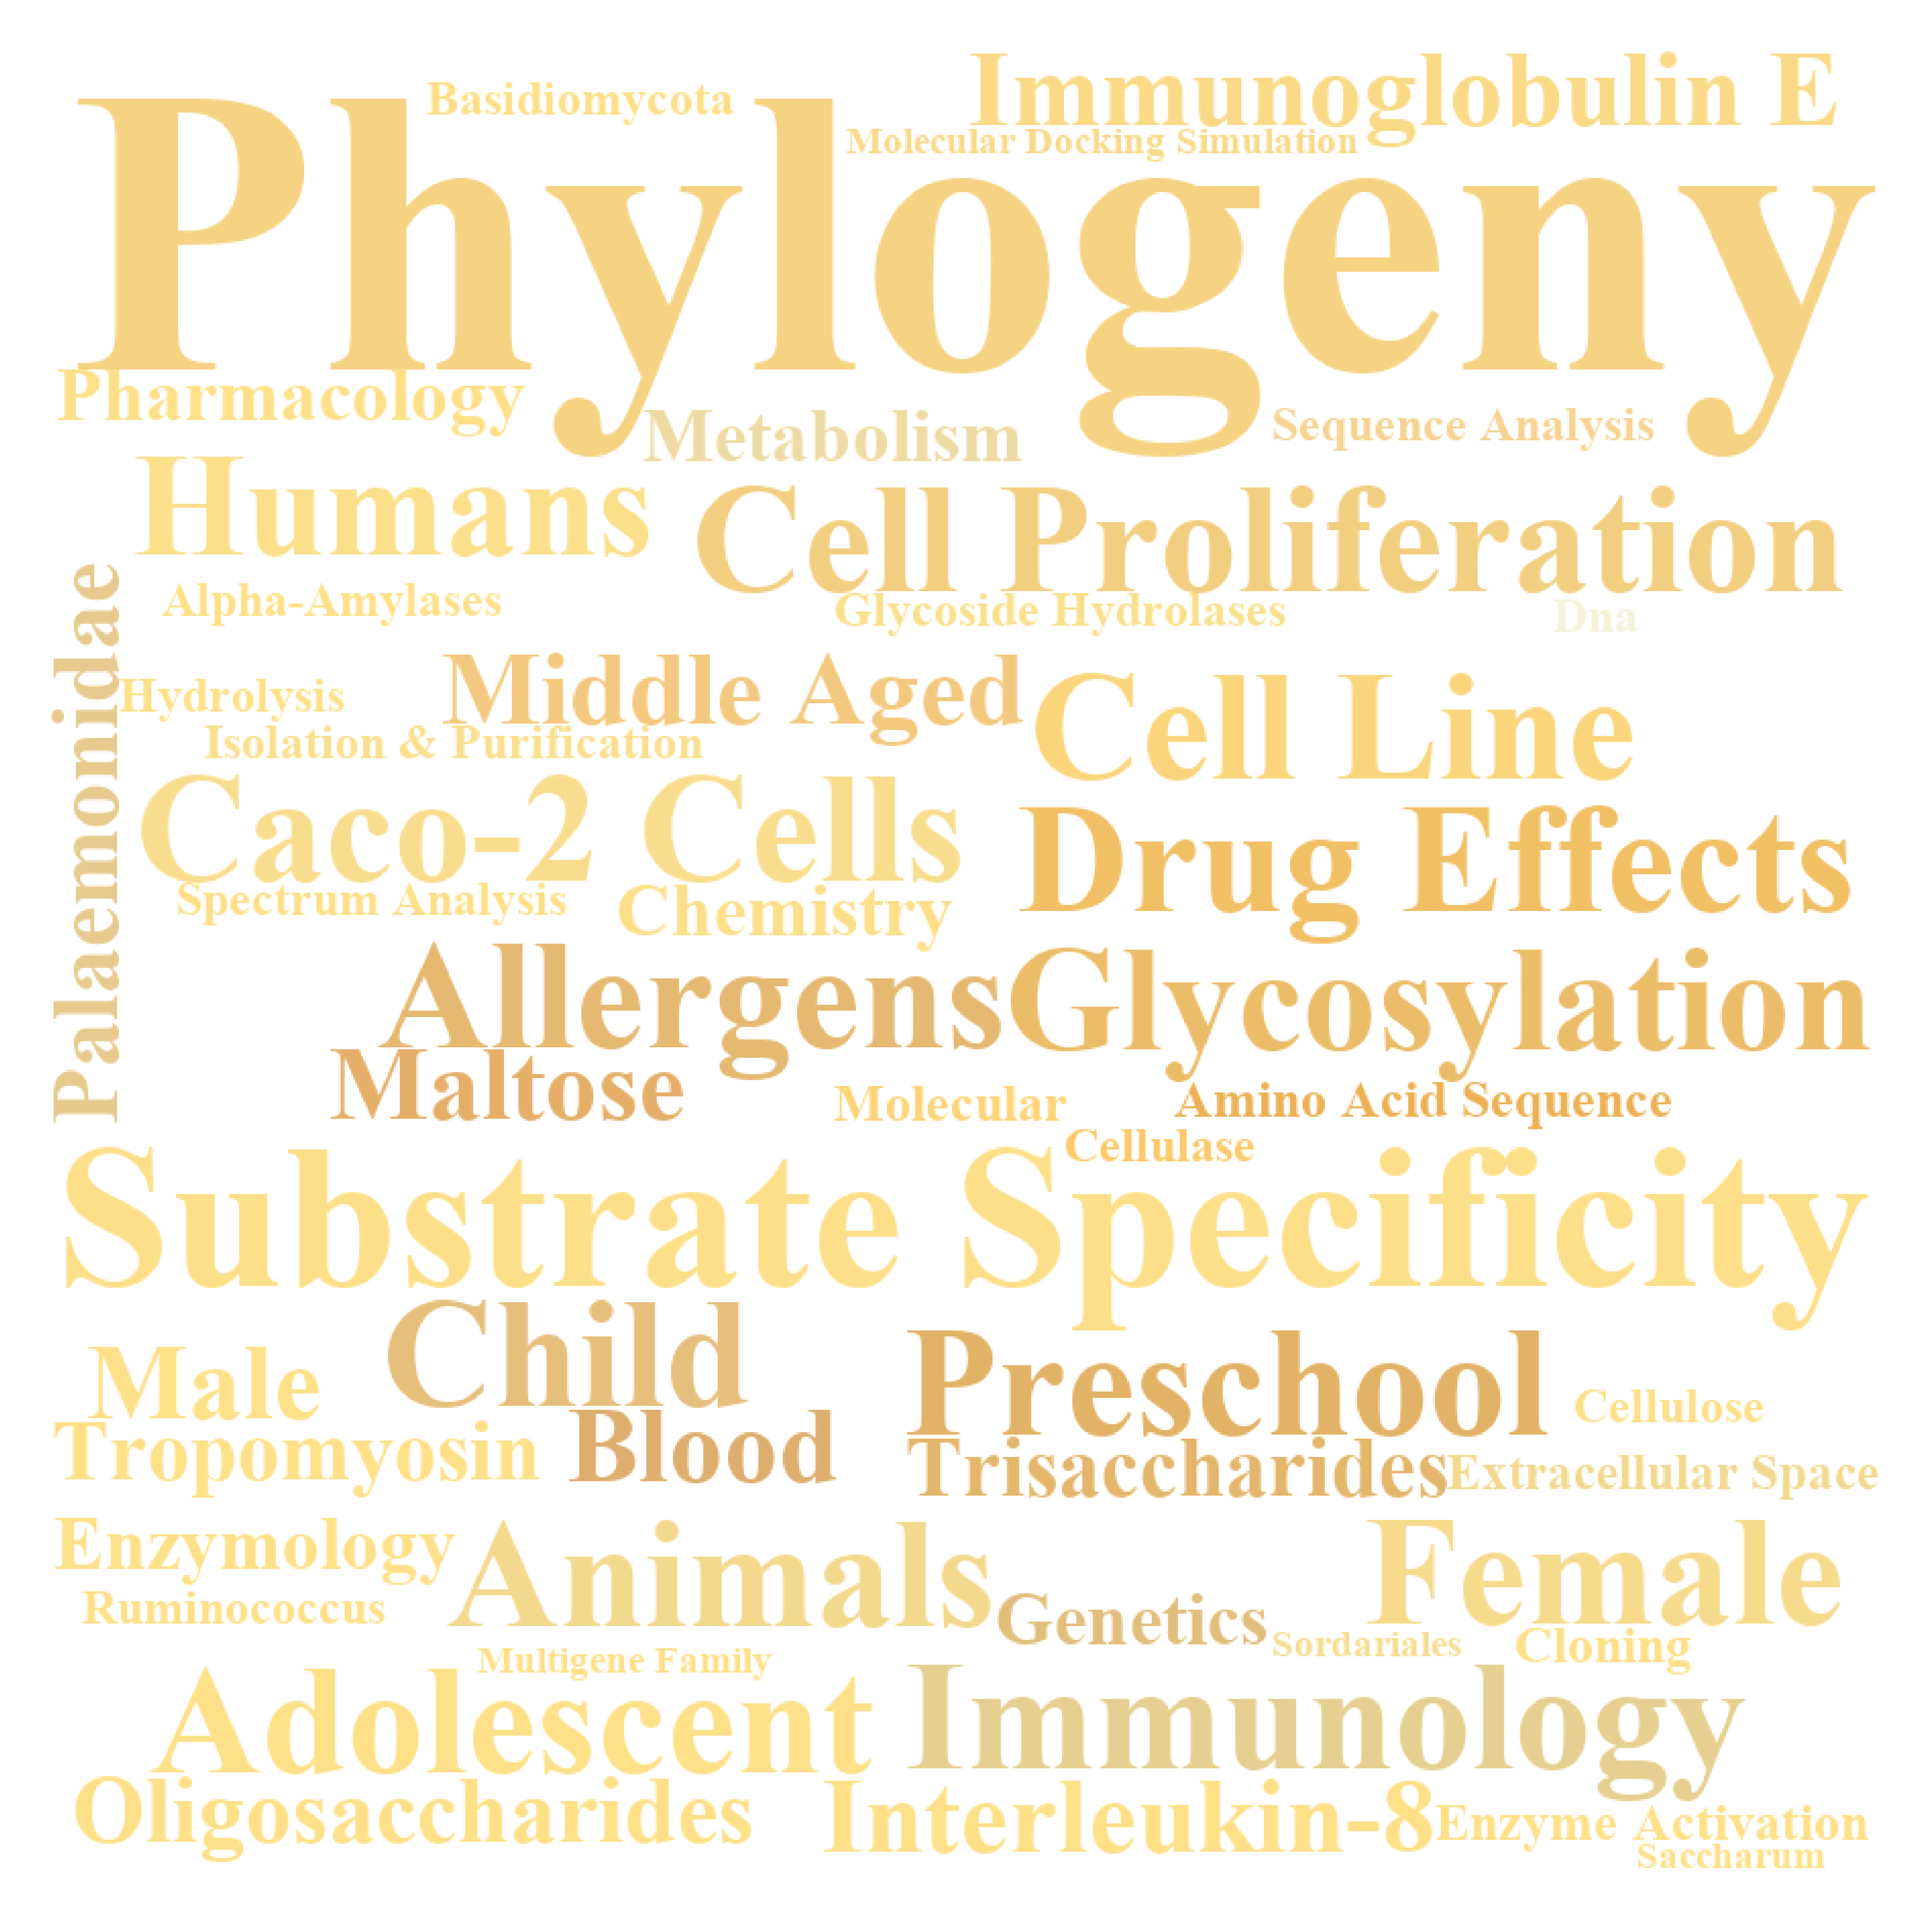 Immunoglobulin E
Basidiomycota
Molecular Docking Simulation
Phylogeny
Pharmacology
Metabolism
Sequence Analysis
Humans
Cell Proliferation
Alpha-Amylases
Glycoside Hydrolases
Dna
Palaemonidae
Hydrolysis
Middle Aged
Cell Line
Isolation & Purification
Caco-2 Cells
Drug Effects
Spectrum Analysis
Chemistry
Allergens
Glycosylation
Maltose
Molecular
Amino Acid Sequence
Cellulase
Substrate Specificity
Child
Preschool
Male
Cellulose
Tropomyosin
Blood
Trisaccharides
Extracellular Space
Enzymology
Animals
Female
Ruminococcus
Genetics
Sordariales
Cloning
Multigene Family
Adolescent
Immunology
Oligosaccharides
Interleukin-8
Enzyme Activation
Saccharum